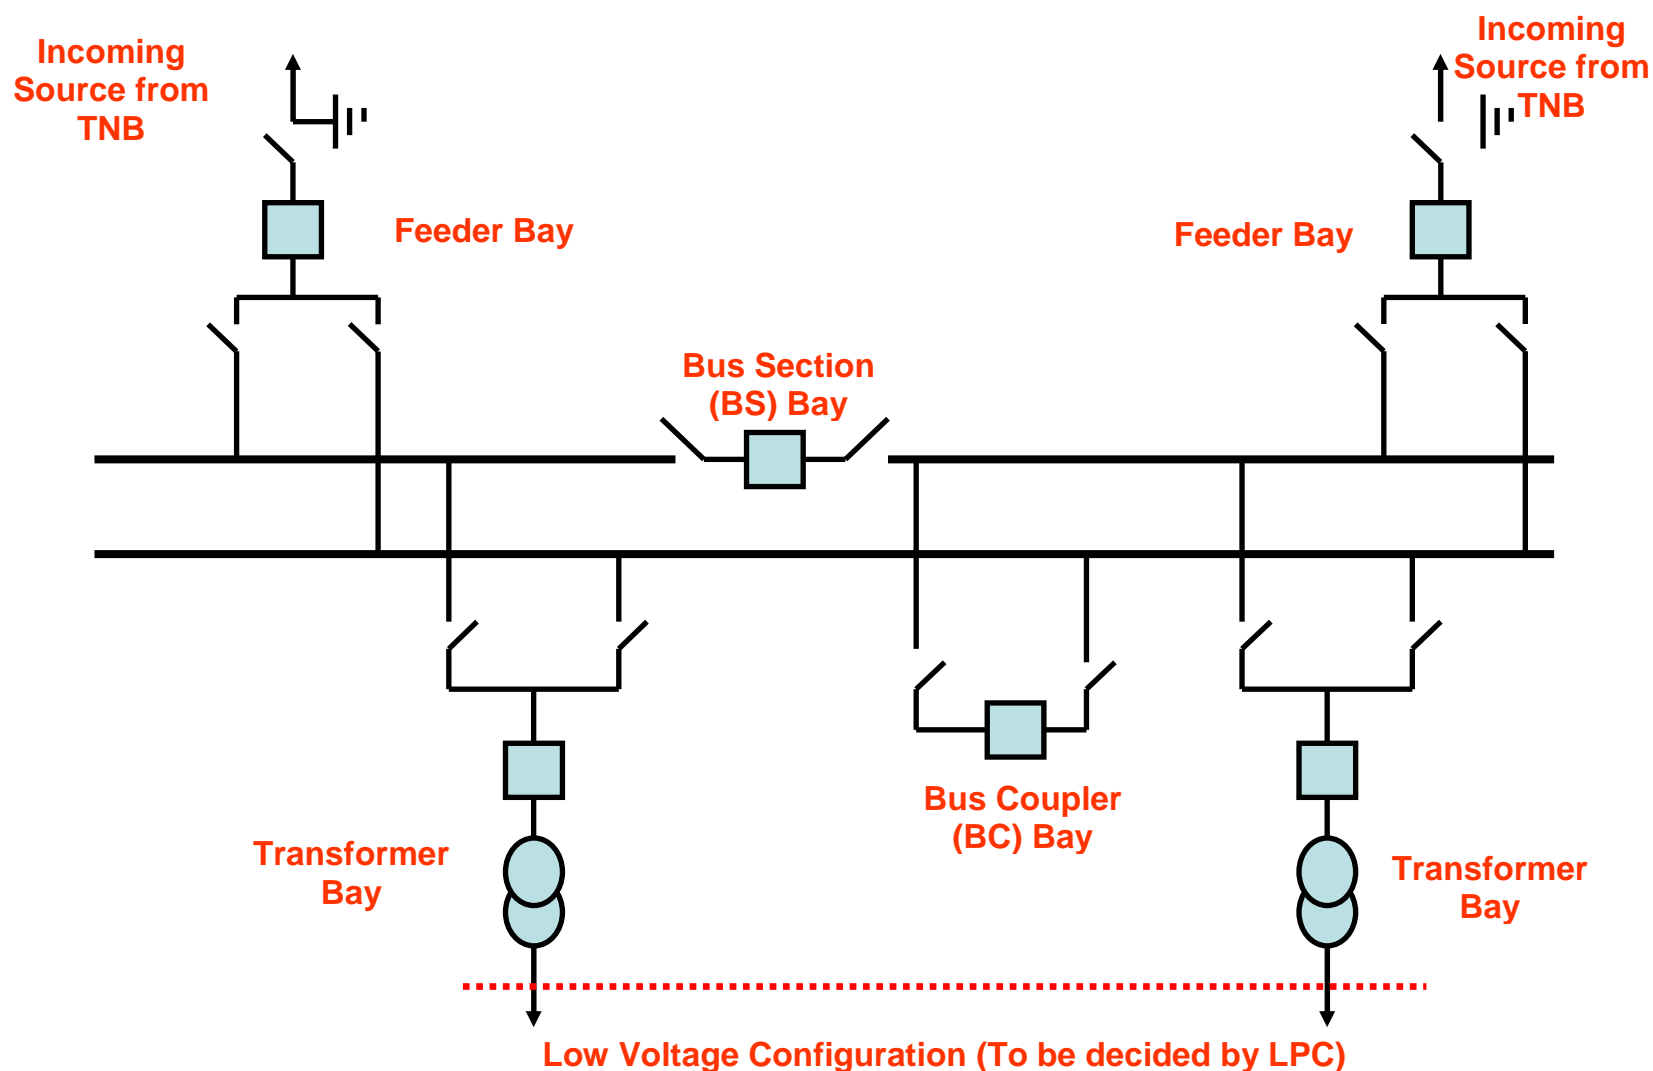 Incoming
Source from
TNB
Incoming
Source from
TNB
Feeder Bay
Feeder Bay
Bus Section
(BS) Bay
Bus Coupler
(BC) Bay
Transformer
Bay
Transformer
Bay
Low Voltage Configuration (To be decided by LPC)